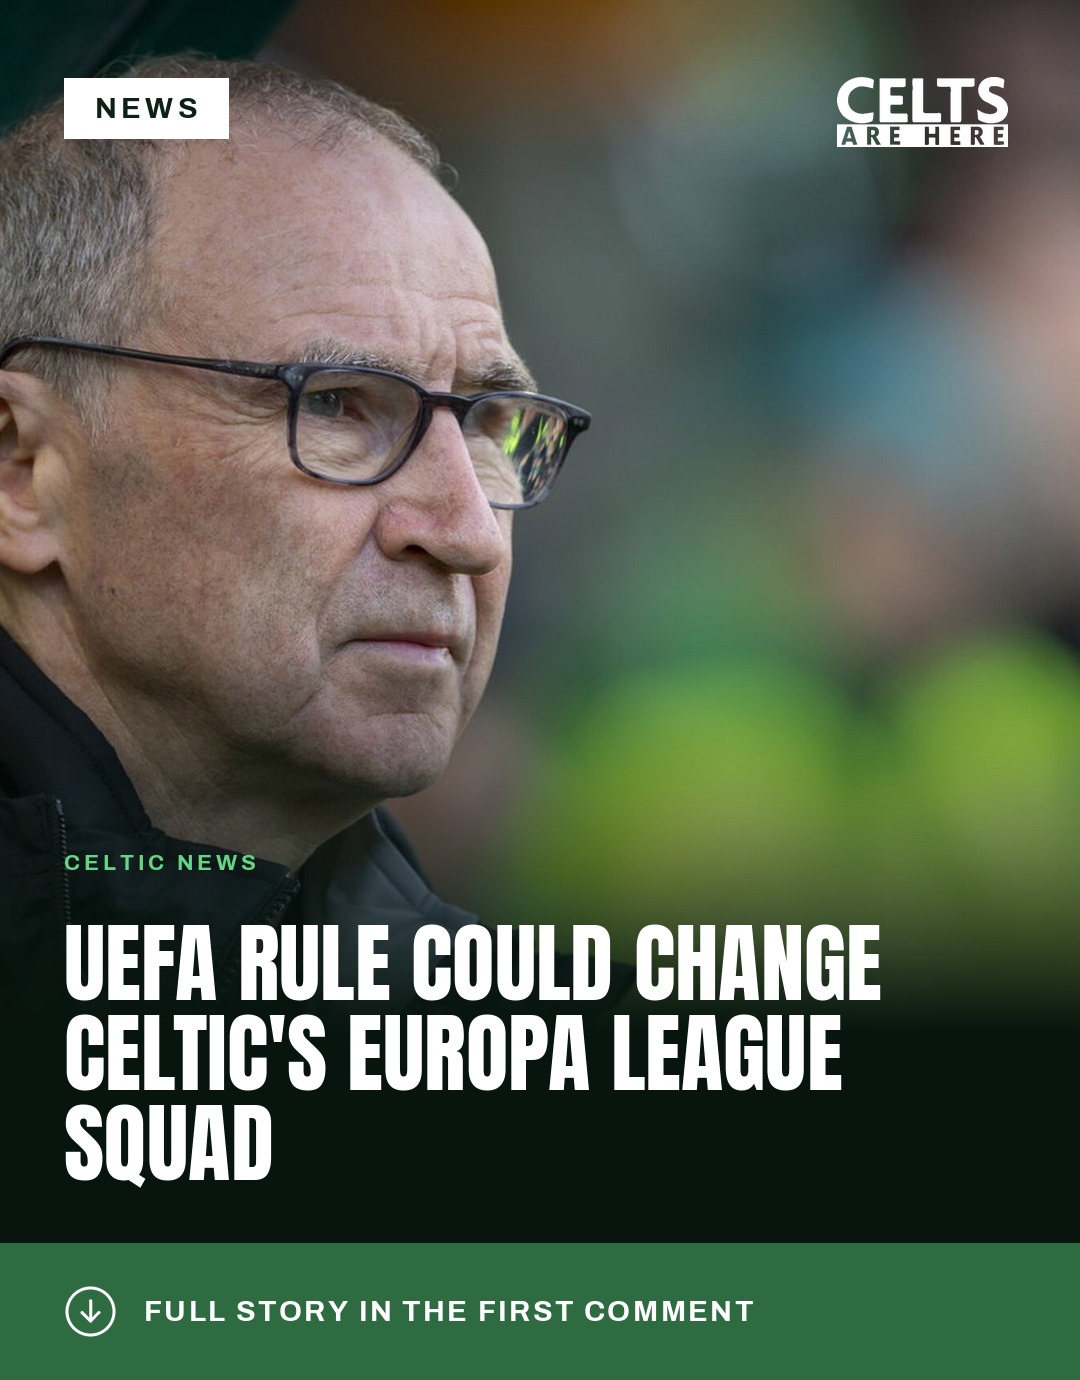 NEWS
CELTS
ARE HERE
CELTIC NEWS
UEFA RULE COULD CHANGE
CELTIC'S EUROPA LEAGUE
SQUAD
FULL STORY IN THE FIRST COMMENT